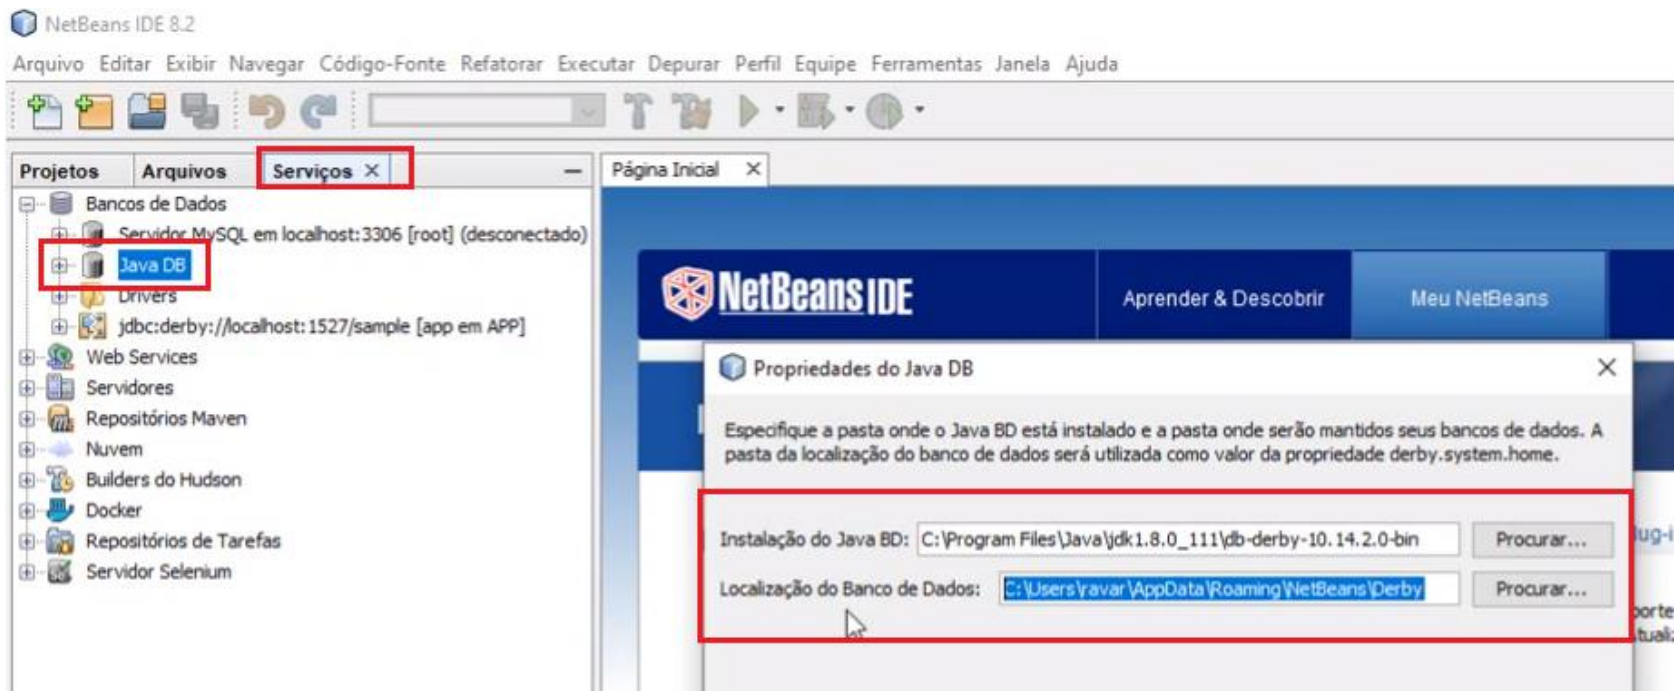 NetBeans IDE 8.2
Arquivo Editar Exibir Navegar Código-Fonte Refatorar Executar Depurar Perfil Equipe Ferramentas Janela Ajuda
Projetos Arquivos Serviços
Página Inicial
Bancos de Dados
Servidor MySQL em localhost:3306 [root] (desconectado)
Java DB
Drivers
jdbc:derby://localhost:1527/sample [app em APP]
Web Services
Servidores
Repositórios Maven
Nuvem
Builders do Hudson
Docker
Repositórios de Tarefas
Servidor Selenium
NetBeans IDE
Aprender & Descobrir
Meu NetBeans
Propriedades do Java DB
Especifique a pasta onde o Java BD está instalado e a pasta onde serão mantidos seus bancos de dados. A
pasta da localização do banco de dados será utilizada como valor da propriedade derby.system.home.
Instalação do Java BD: C:\Program Files\Java\jdk1.8.0_111\db-derby-10.14.2.0-bin Procurar...
Localização do Banco de Dados: C:\Users\ravar\AppData\Roaming\NetBeans\Derby Procurar...